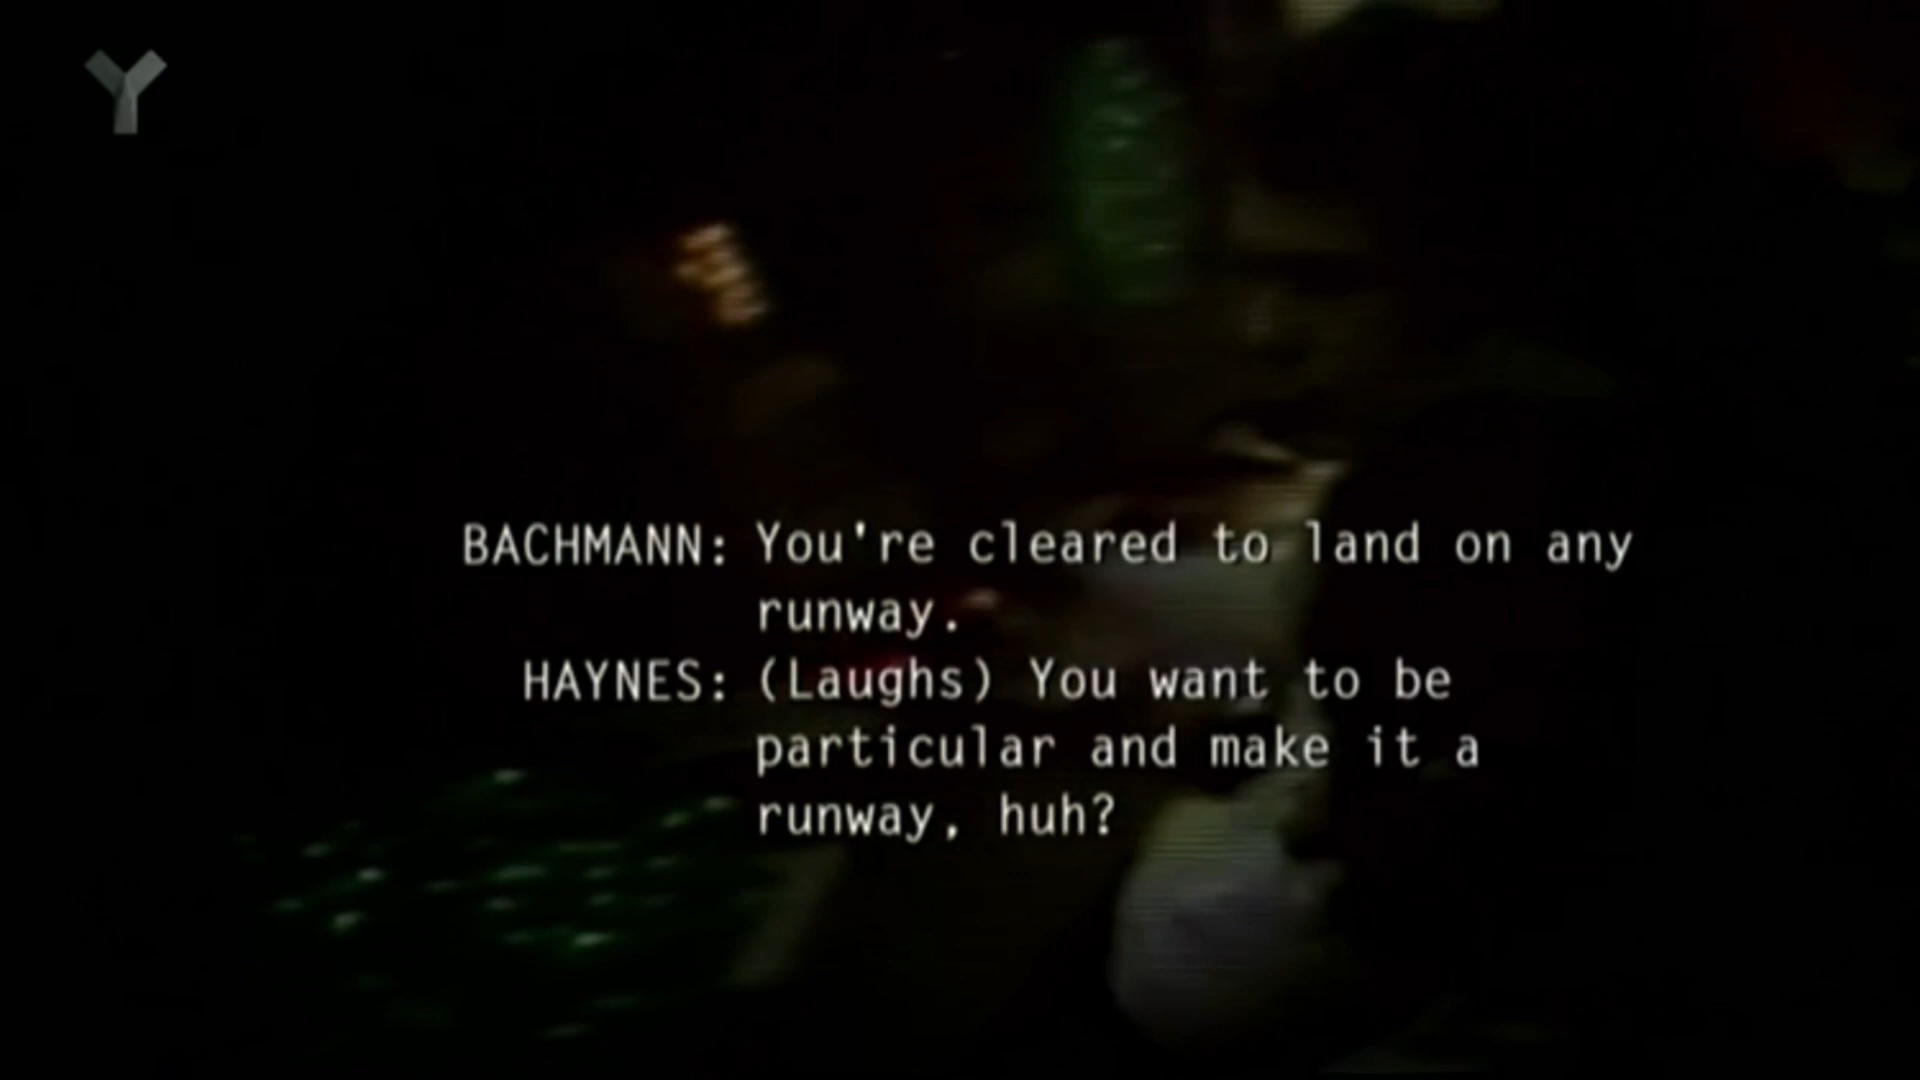 BACHMANN: You're cleared to land on any
runway.
HAYNES: (Laughs) You want to be
particular and make it a
runway, huh?